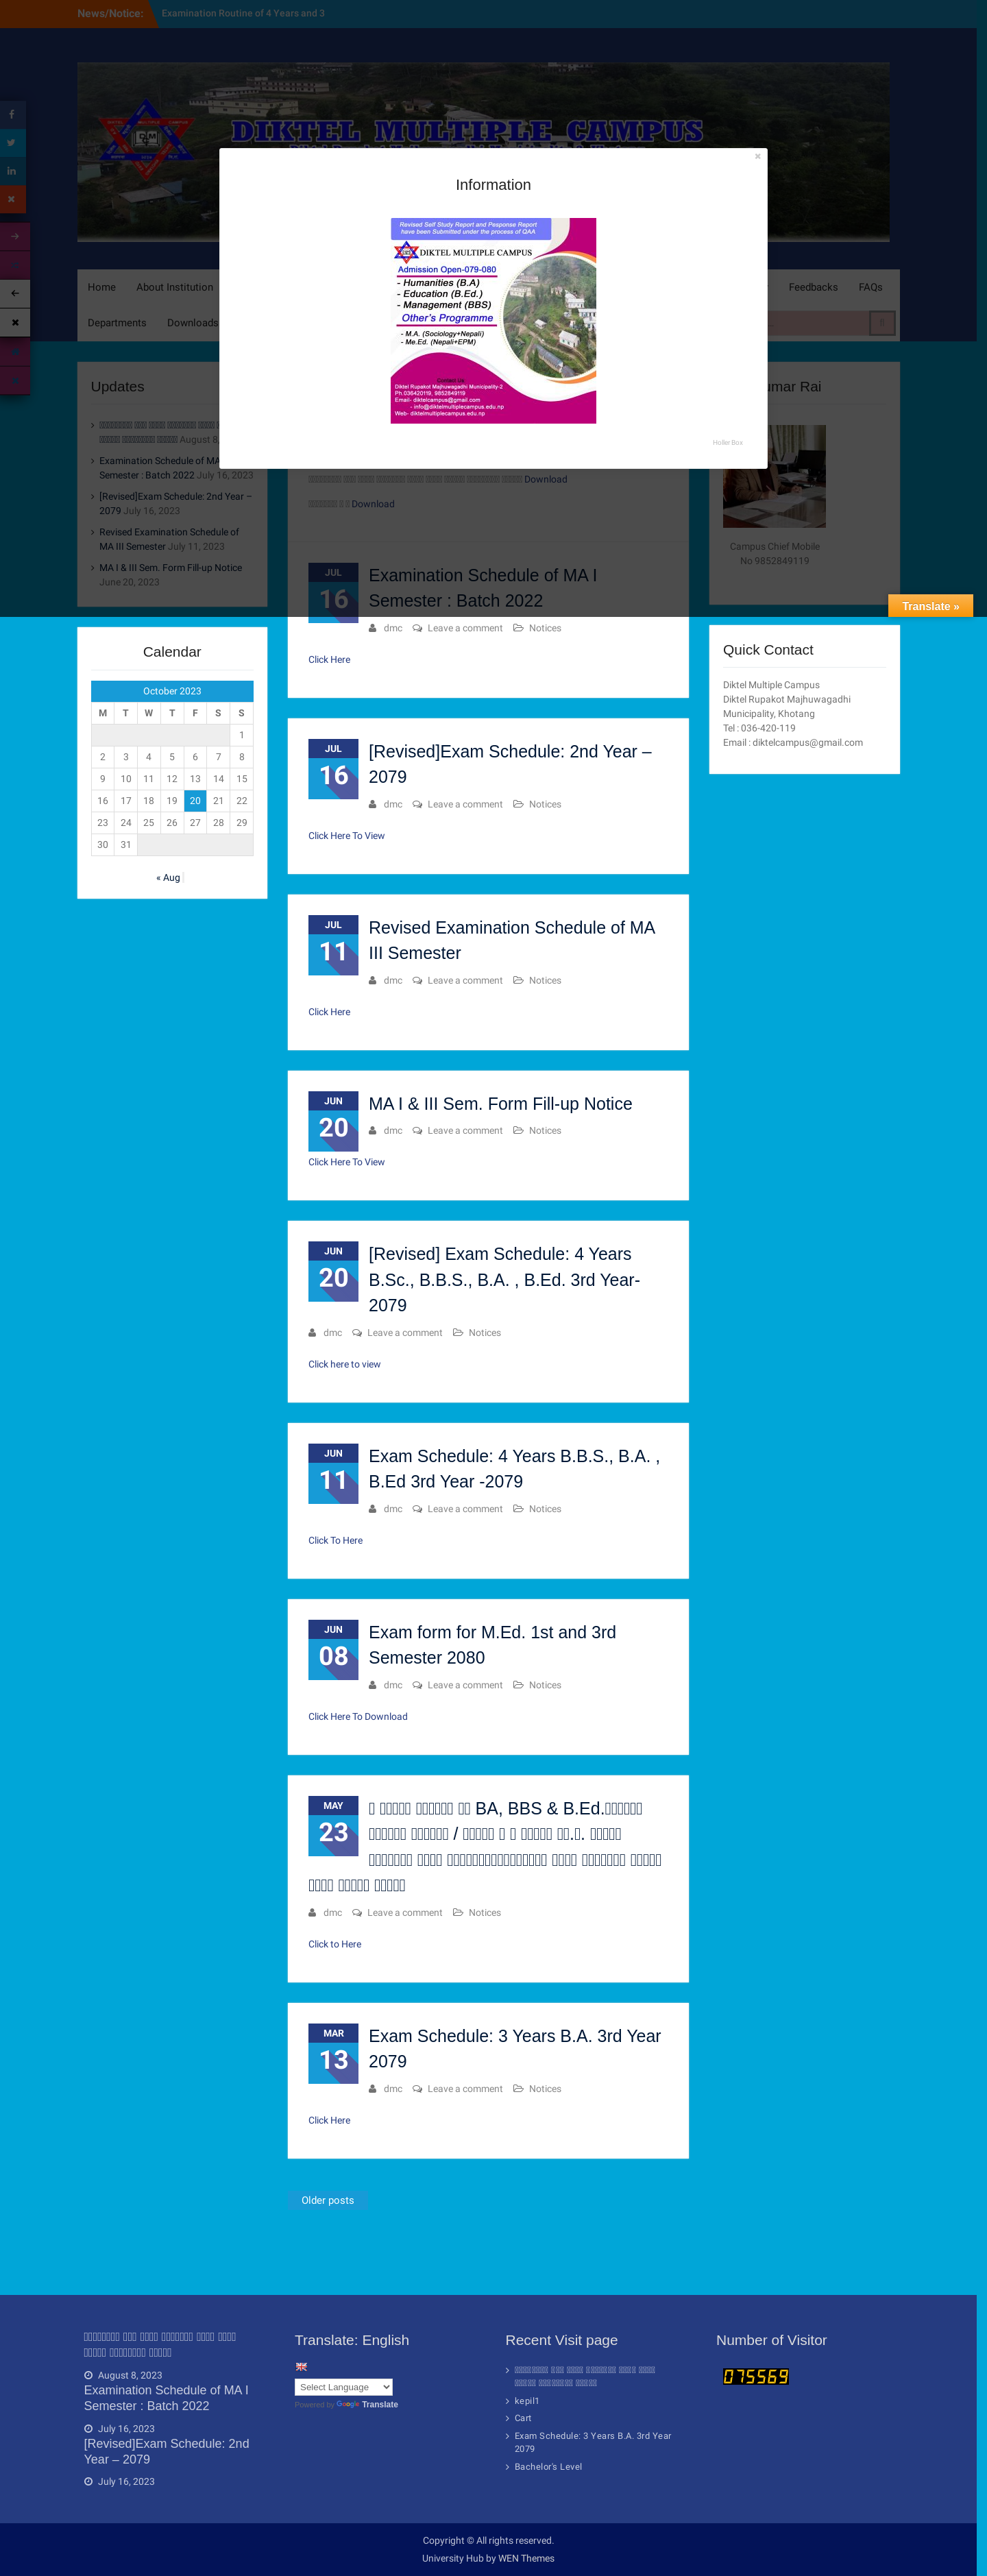 News/Notice:
Examination Routine of 4 Years and 3
DIKTEL MULTIPLE CAMPUS
Home
About Institution
Feedbacks
FAQs
Departments
Downloads
Information
Revised Self Study Report and Pesponse Report
have been Submitted under the process of QAA
DIKTEL MULTIPLE CAMPUS
Admission Open-079-080
- Humanities (B.A)
- Education (B.Ed.)
- Management (BBS)
Other's Programme
- M.A. (Sociology+Nepal)
- Me.Ed. (Nepali+EPM)
Contact Us:
Diktel Rupakot Majhuwagadhi Municipality-2
Ph.036420119, 9852849119
Email- diktelcampus@gmail.com
- info@diktelmultiplecampus.edu.np
Web- diktelmultiplecampus.edu.np
HollerBox
Updates
August 8,
Examination Schedule of MA
Semester : Batch 2022 July 16, 2023
[Revised]Exam Schedule: 2nd Year –
2079 July 16, 2023
Revised Examination Schedule of
MA III Semester July 11, 2023
MA I & III Sem. Form Fill-up Notice
June 20, 2023
Calendar
October 2023
M T W T F S S
1
2 3 4 5 6 7 8
9 10 11 12 13 14 15
16 17 18 19 20 21 22
23 24 25 26 27 28 29
30 31
« Aug
Download
Download
JUL
16
Examination Schedule of MA I
Semester : Batch 2022
dmc Leave a comment Notices
Click Here
JUL
16
[Revised]Exam Schedule: 2nd Year –
2079
dmc Leave a comment Notices
Click Here To View
JUL
11
Revised Examination Schedule of MA
III Semester
dmc Leave a comment Notices
Click Here
JUN
20
MA I & III Sem. Form Fill-up Notice
dmc Leave a comment Notices
Click Here To View
JUN
20
[Revised] Exam Schedule: 4 Years
B.Sc., B.B.S., B.A. , B.Ed. 3rd Year-
2079
dmc Leave a comment Notices
Click here to view
JUN
11
Exam Schedule: 4 Years B.B.S., B.A. ,
B.Ed 3rd Year -2079
dmc Leave a comment Notices
Click To Here
JUN
08
Exam form for M.Ed. 1st and 3rd
Semester 2080
dmc Leave a comment Notices
Click Here To Download
MAY
23
BA, BBS & B.Ed.
dmc Leave a comment Notices
Click to Here
MAR
13
Exam Schedule: 3 Years B.A. 3rd Year
2079
dmc Leave a comment Notices
Click Here
Older posts
umar Rai
Campus Chief Mobile
No 9852849119
Translate »
Quick Contact
Diktel Multiple Campus
Diktel Rupakot Majhuwagadhi
Municipality, Khotang
Tel : 036-420-119
Email : diktelcampus@gmail.com
August 8, 2023
Examination Schedule of MA I
Semester : Batch 2022
July 16, 2023
[Revised]Exam Schedule: 2nd
Year – 2079
July 16, 2023
Translate: English
Select Language
Powered by Google Translate
Recent Visit page
kepil1
Cart
Exam Schedule: 3 Years B.A. 3rd Year
2079
Bachelor's Level
Number of Visitor
075569
Copyright © All rights reserved.
University Hub by WEN Themes